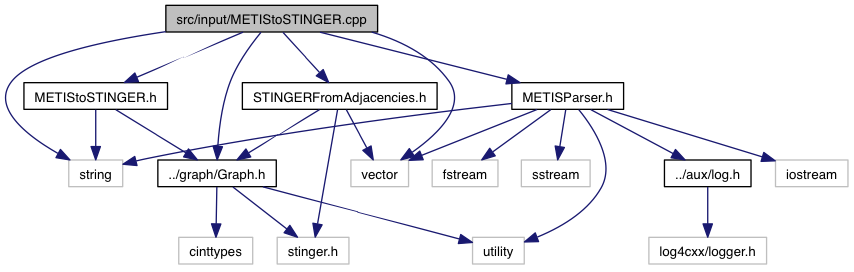 src/input/METIStoSTINGER.cpp
METIStoSTINGER.h
STINGERFromAdjacencies.h
METISParser.h
string
../graph/Graph.h
vector
fstream
sstream
../aux/log.h
iostream
cinttypes
stinger.h
utility
log4cxx/logger.h